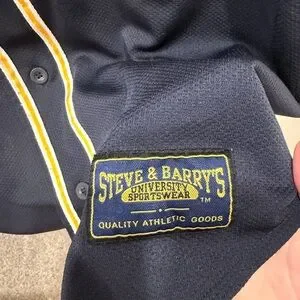 STEVE & BARRY'S
UNIVERSITY
SPORTSWEAR
TM
QUALITY ATHLETIC GOODS